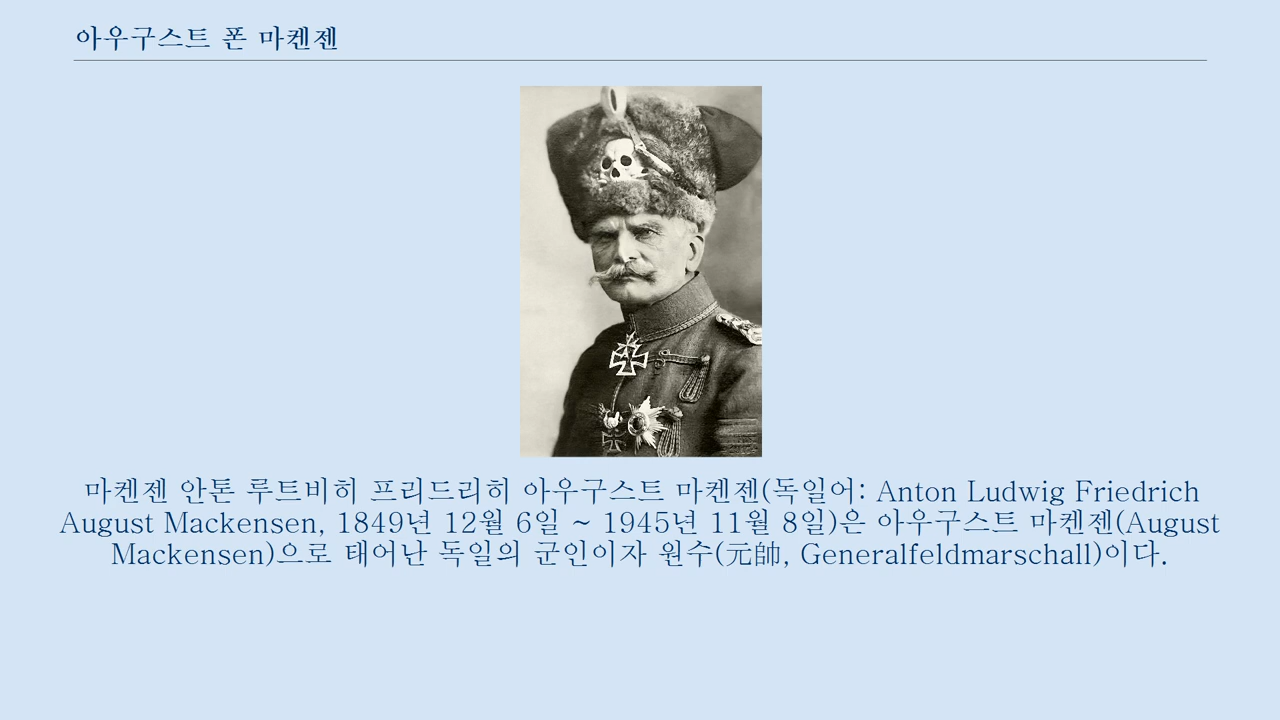 아우구스트 폰 마켄젠
마켄젠 안톤 루트비히 프리드리히 아우구스트 마켄젠(독일어: Anton Ludwig Friedrich
August Mackensen, 1849년 12월 6일 ~ 1945년 11월 8일)은 아우구스트 마켄젠(August
Mackensen)으로 태어난 독일의 군인이자 원수(元帥, Generalfeldmarschall)이다.